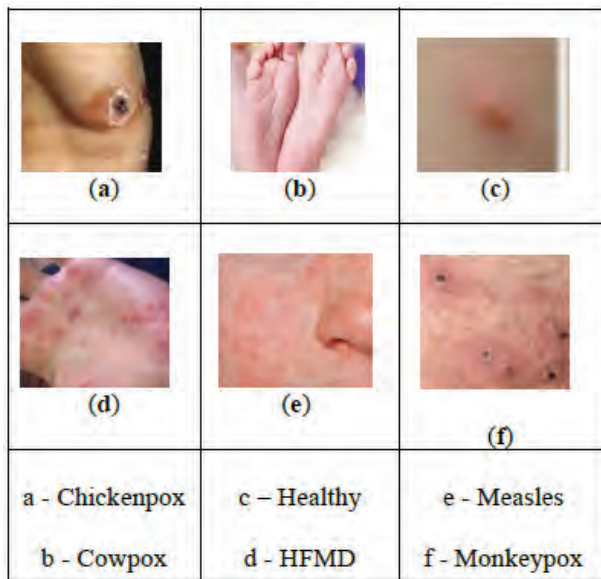 (a)
(b)
(c)
(d)
(e)
(f)
a - Chickenpox
c – Healthy
e - Measles
b - Cowpox
d - HFMD
f - Monkeypox